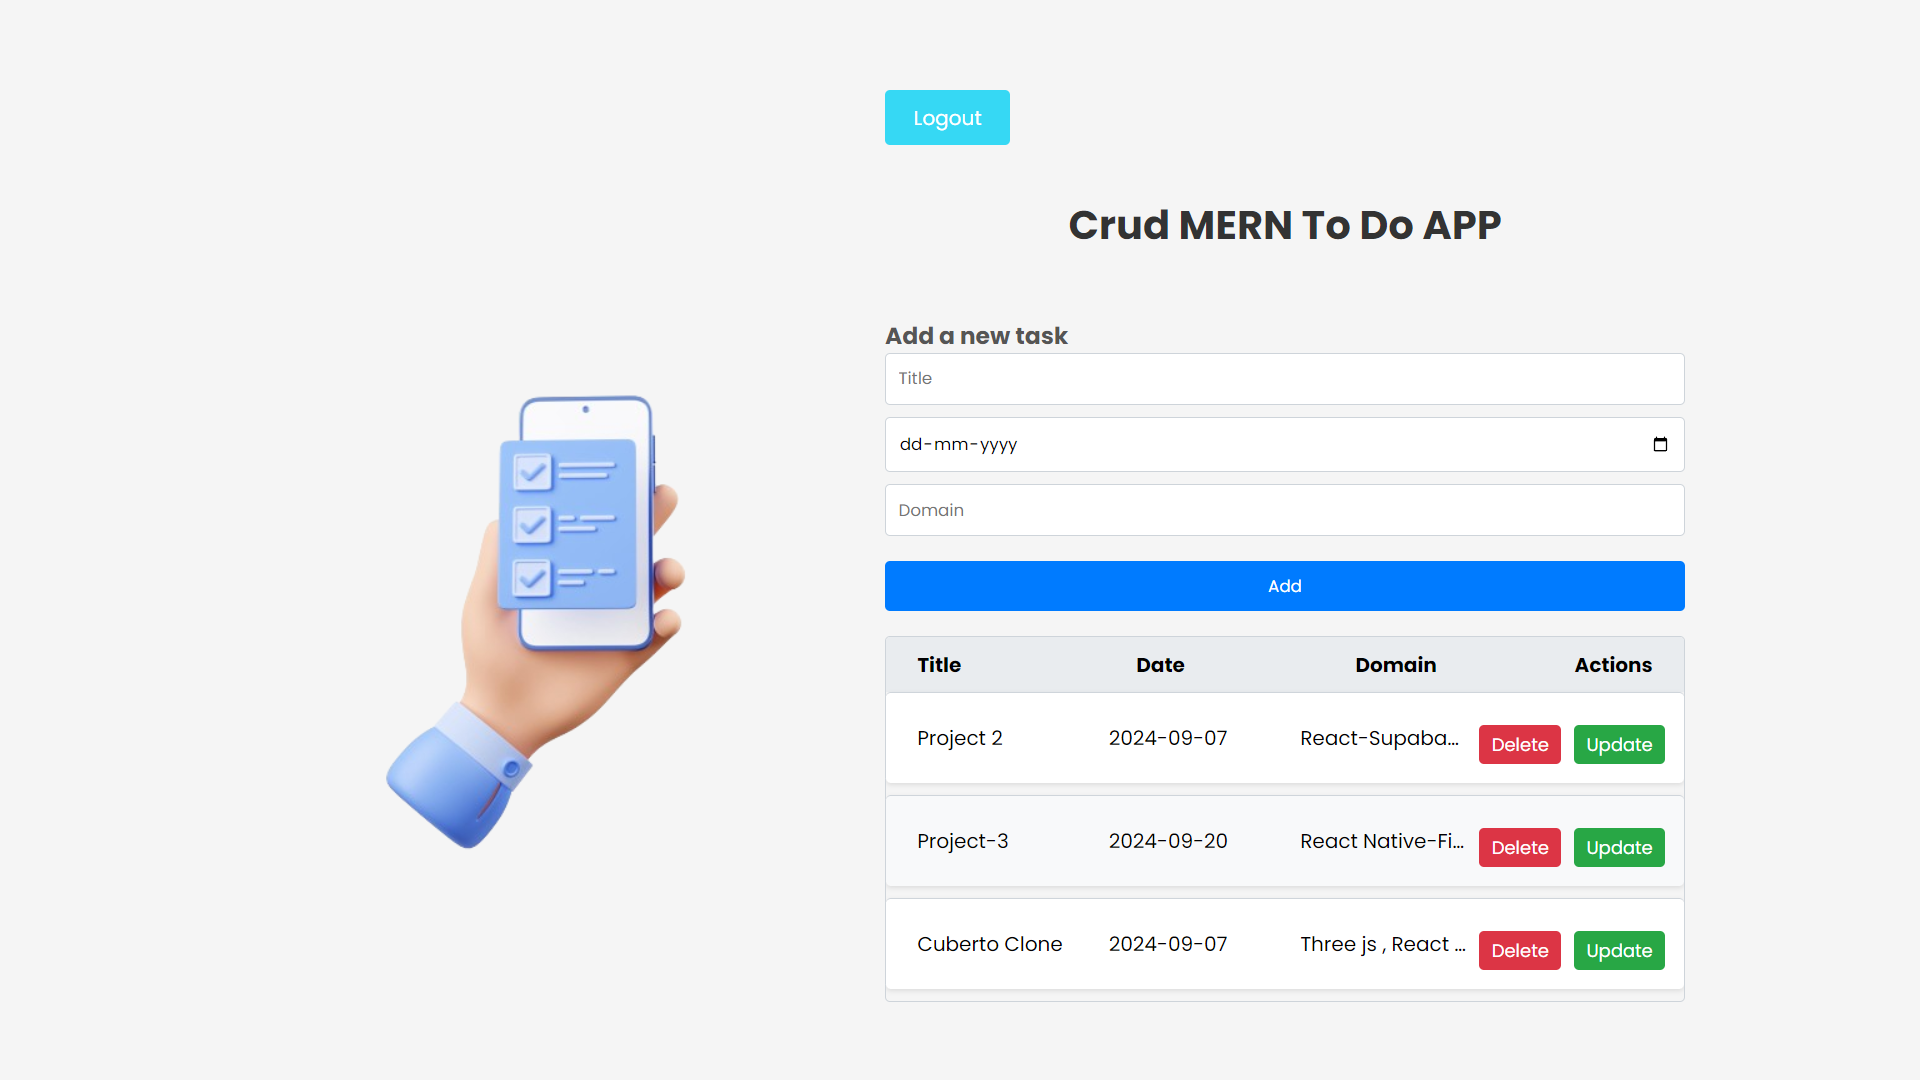 Logout
Crud MERN To Do APP
Add a new task
Title
dd-mm-yyyy
Domain
Add
Title Date Domain Actions
Project 2 2024-09-07 React-Supaba... Delete Update
Project-3 2024-09-20 React Native-Fi... Delete Update
Cuberto Clone 2024-09-07 Three js , React ... Delete Update